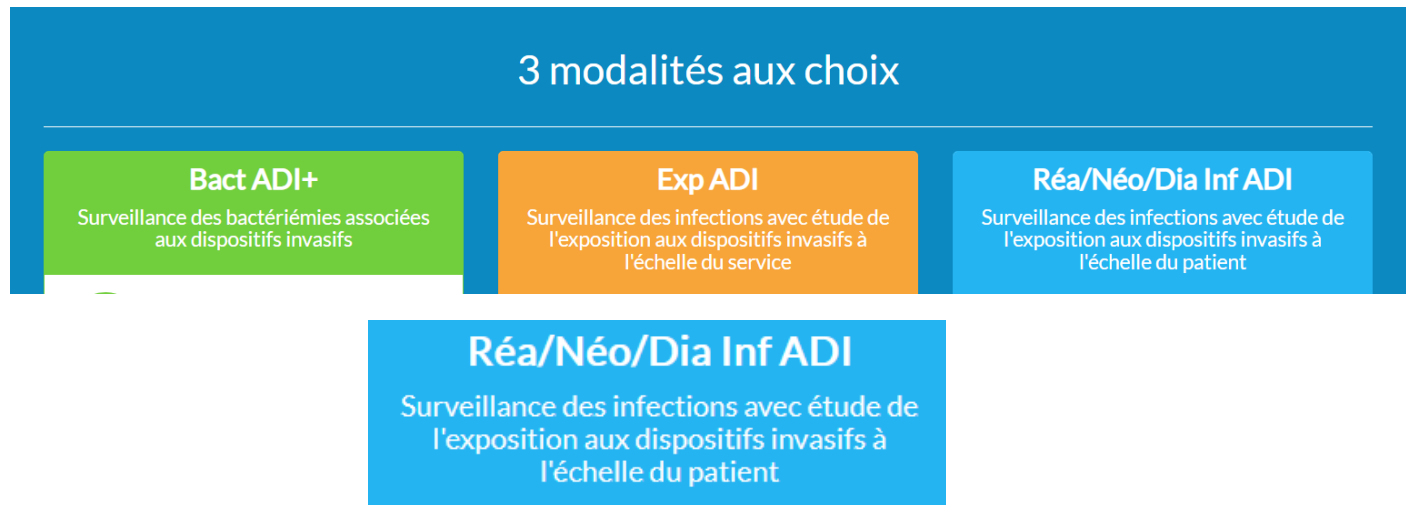 3 modalités aux choix
Bact ADI+
Surveillance des bactériémies associées
aux dispositifs invasifs
Exp ADI
Surveillance des infections avec étude de
l'exposition aux dispositifs invasifs à
l'échelle du service
Réa/Néo/Dia Inf ADI
Surveillance des infections avec étude de
l'exposition aux dispositifs invasifs à
l'échelle du patient
Réa/Néo/Dia Inf ADI
Surveillance des infections avec étude de
l'exposition aux dispositifs invasifs à
l'échelle du patient